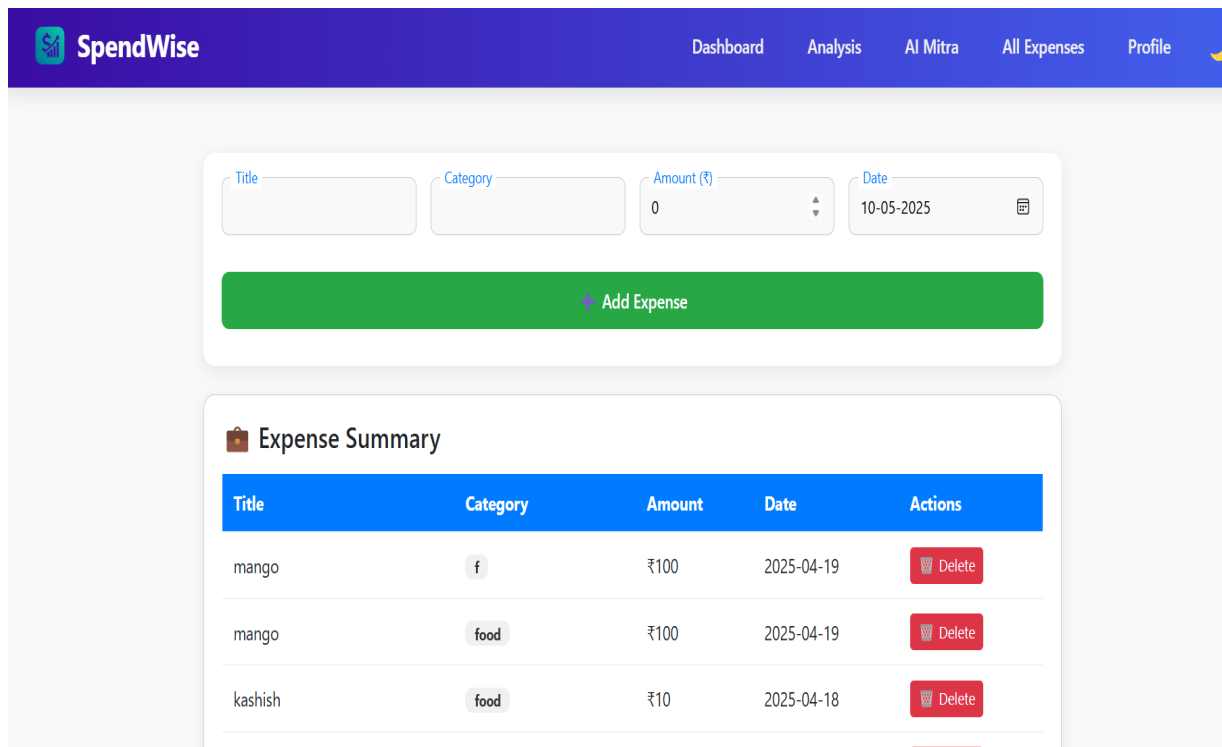 SpendWise Dashboard Analysis AI Mitra All Expenses Profile
Title Category Amount (₹) Date
0 10-05-2025
Add Expense
Expense Summary
Title Category Amount Date Actions
mango f ₹100 2025-04-19 Delete
mango food ₹100 2025-04-19 Delete
kashish food ₹10 2025-04-18 Delete